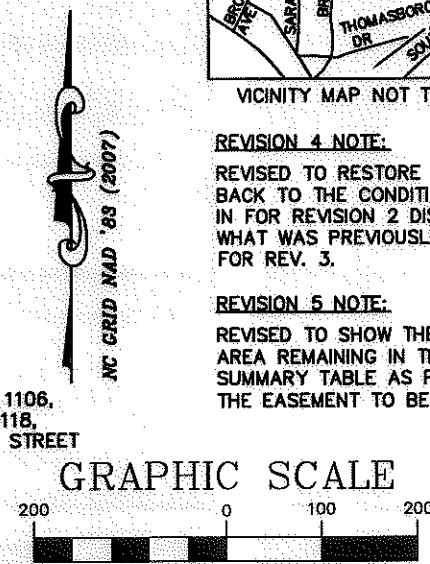 THOMASBORO
DR
AVE
VICINITY MAP NOT T
REVISION 4 NOTE:
REVISED TO RESTORE
BACK TO THE CONDITI
IN FOR REVISION 2 DIS
WHAT WAS PREVIOUSL
FOR REV. 3.
NC GRID NAD '83 (2007)
REVISION 5 NOTE:
REVISED TO SHOW THE
AREA REMAINING IN T
SUMMARY TABLE AS P
THE EASEMENT TO BE
1106,
118,
STREET
GRAPHIC SCALE
200 0 100 200